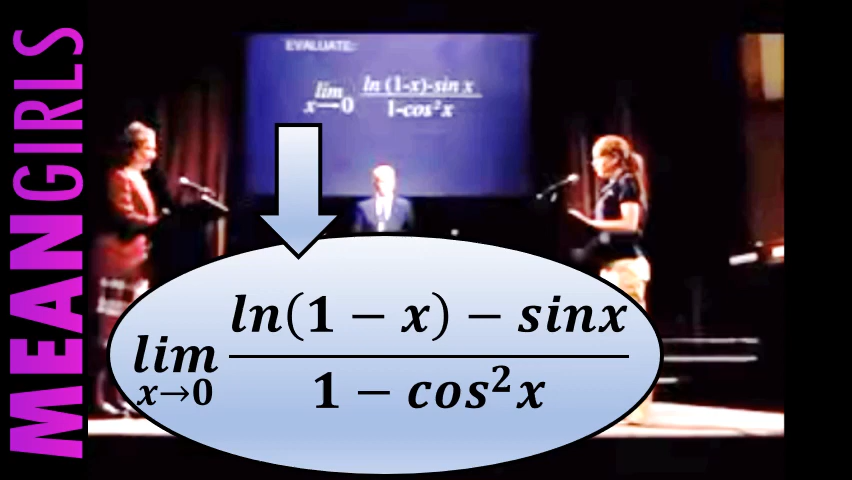 MEANGIRLS
EVALUATE:
lim x→0 ln (1-x)-sin x / 1-cos²x
lim x→0 ln(1 − x) − sinx / 1 − cos²x